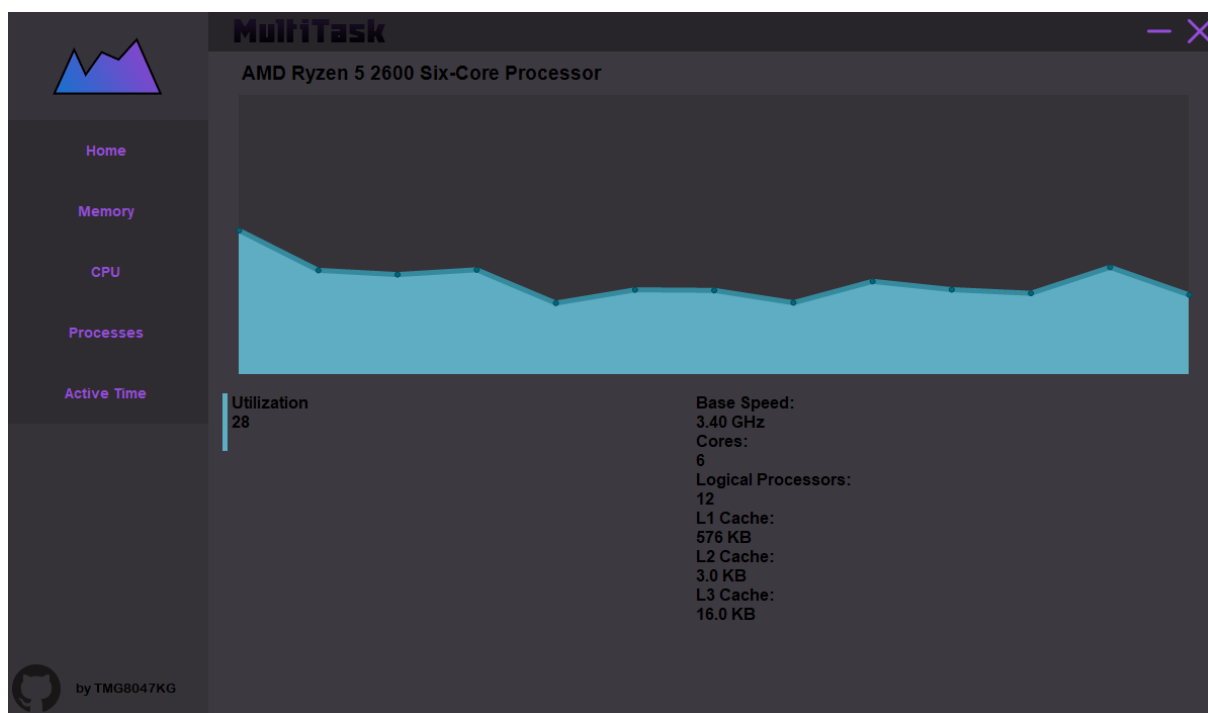 MultiTask
AMD Ryzen 5 2600 Six-Core Processor
Home
Memory
CPU
Processes
Active Time
Utilization
28
Base Speed:
3.40 GHz
Cores:
6
Logical Processors:
12
L1 Cache:
576 KB
L2 Cache:
3.0 KB
L3 Cache:
16.0 KB
by TMG8047KG